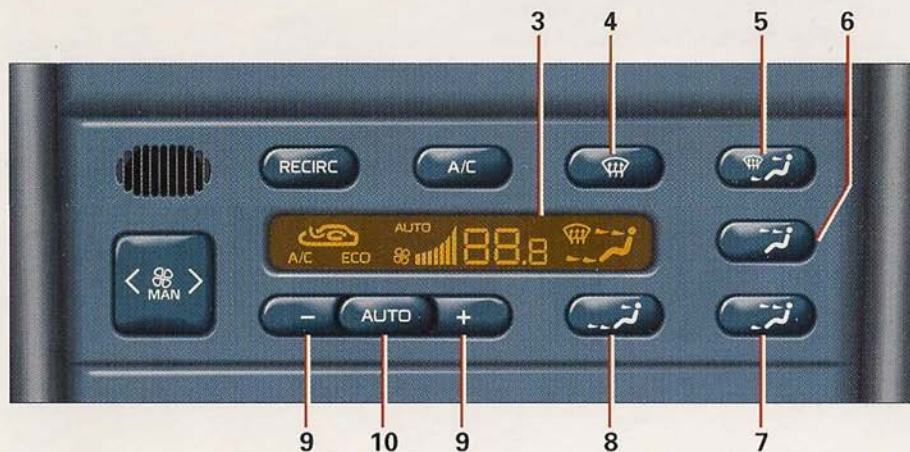 3 4 5 6
RECIRC A/C
AUTO
88.8
A/C ECO
< MAN >
- AUTO +
9 10 9 8 7